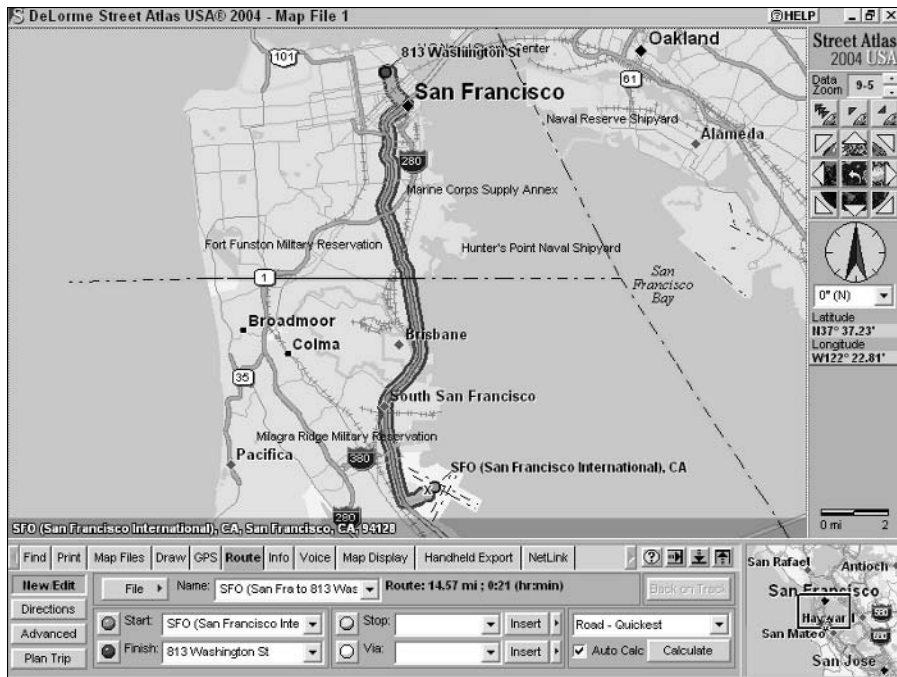 DeLorme Street Atlas USA® 2004 - Map File 1
HELP
101
813 Washington St
Center
Oakland
Street Atlas
2004 USA
San Francisco
61
Data
Zoom
9-5
Naval Reserve Shipyard
Alameda
280
Marine Corps Supply Annex
Fort Funston Military Reservation
Hunter's Point Naval Shipyard
1
San
Francisco
Bay
0° (N)
Latitude
N37° 37.23'
Longitude
W122° 22.81'
Broadmoor
Brisbane
Colma
35
South San Francisco
Milagra Ridge Military Reservation
Pacifica
380
SFO (San Francisco International), CA
280
0 mi 2
SFO (San Francisco International), CA, San Francisco, CA, 94128
Find Print Map Files Draw GPS Route Info Voice Map Display Handheld Export NetLink
New/Edit
File
Name:
SFO (San Fra to 813 Was
Route: 14.57 mi ; 0:21 (hr:min)
Back on Track
Directions
Advanced
Plan Trip
Start:
SFO (San Francisco Inte
Stop:
Insert
Road - Quickest
Finish:
813 Washington St
Via:
Insert
Auto Calc
Calculate
San Rafael
Antioch
San Francisco
Hayward
San Mateo
San Jose